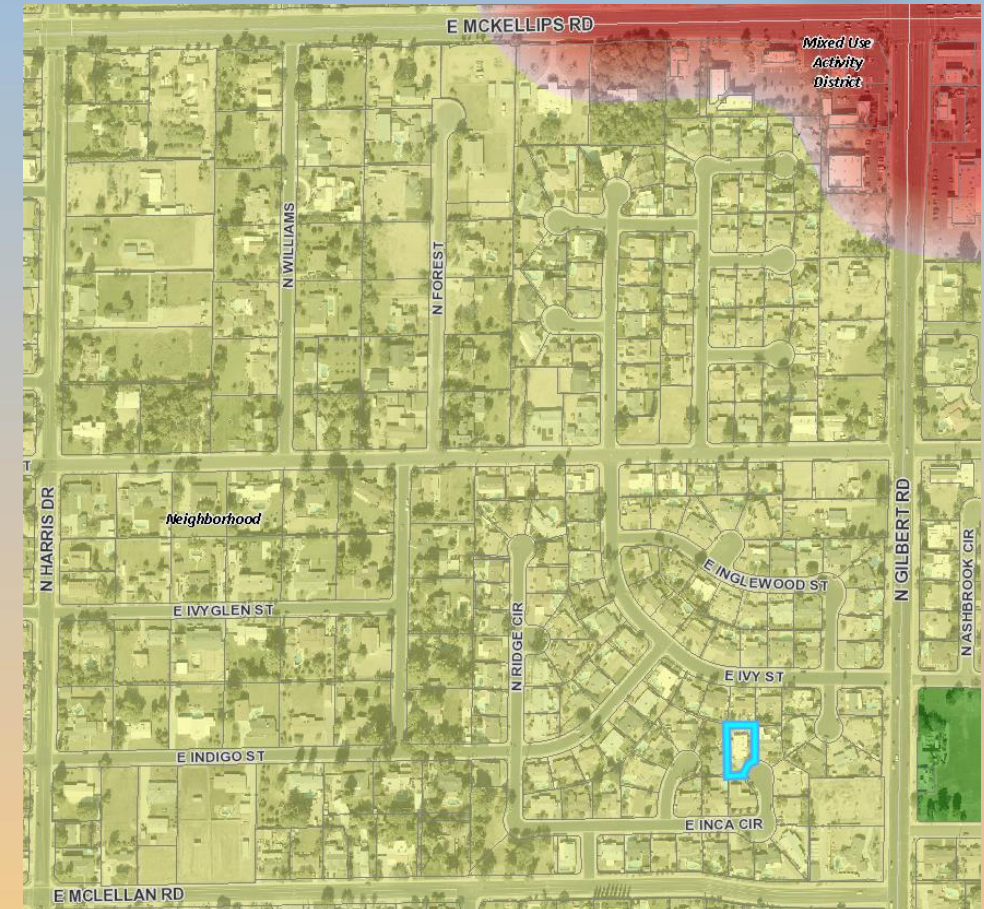 E MCKELLIPS RD
Mixed Use
Activity
District
N WILLIAMS
N FOREST
T
N HARRIS DR
Neighborhood
N GILBERT RD
N ASHBROOK CIR
E INGLEWOOD ST
E IVYGLEN ST
N RIDGE CIR
E IVY ST
E INDIGO ST
E INCA CIR
E MCLELLAN RD